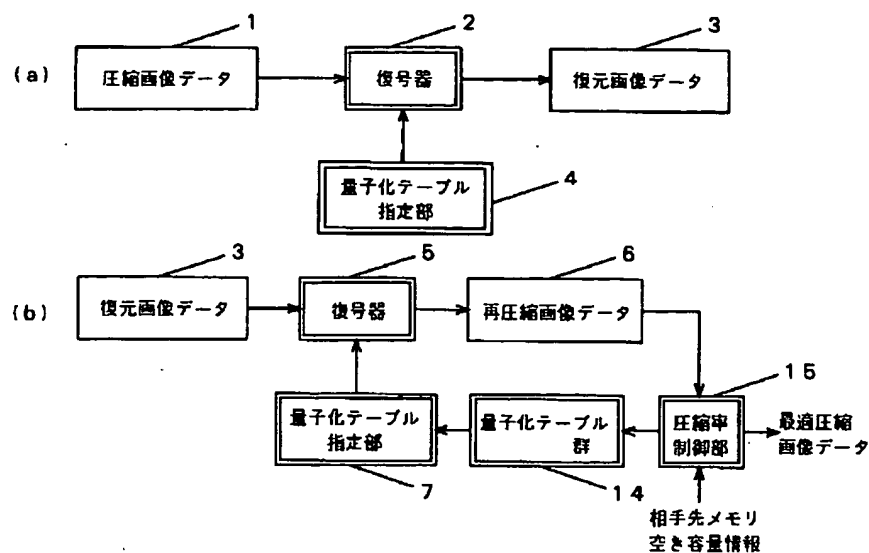 1
2
3
(a)
圧縮画像データ
復号器
復元画像データ
量子化テーブル
指定部
4
3
5
6
(b)
復元画像データ
復号器
再圧縮画像データ
15
量子化テーブル
指定部
量子化テーブル
群
圧縮率
制御部
最適圧縮
画像データ
7
14
相手先メモリ
空き容量情報